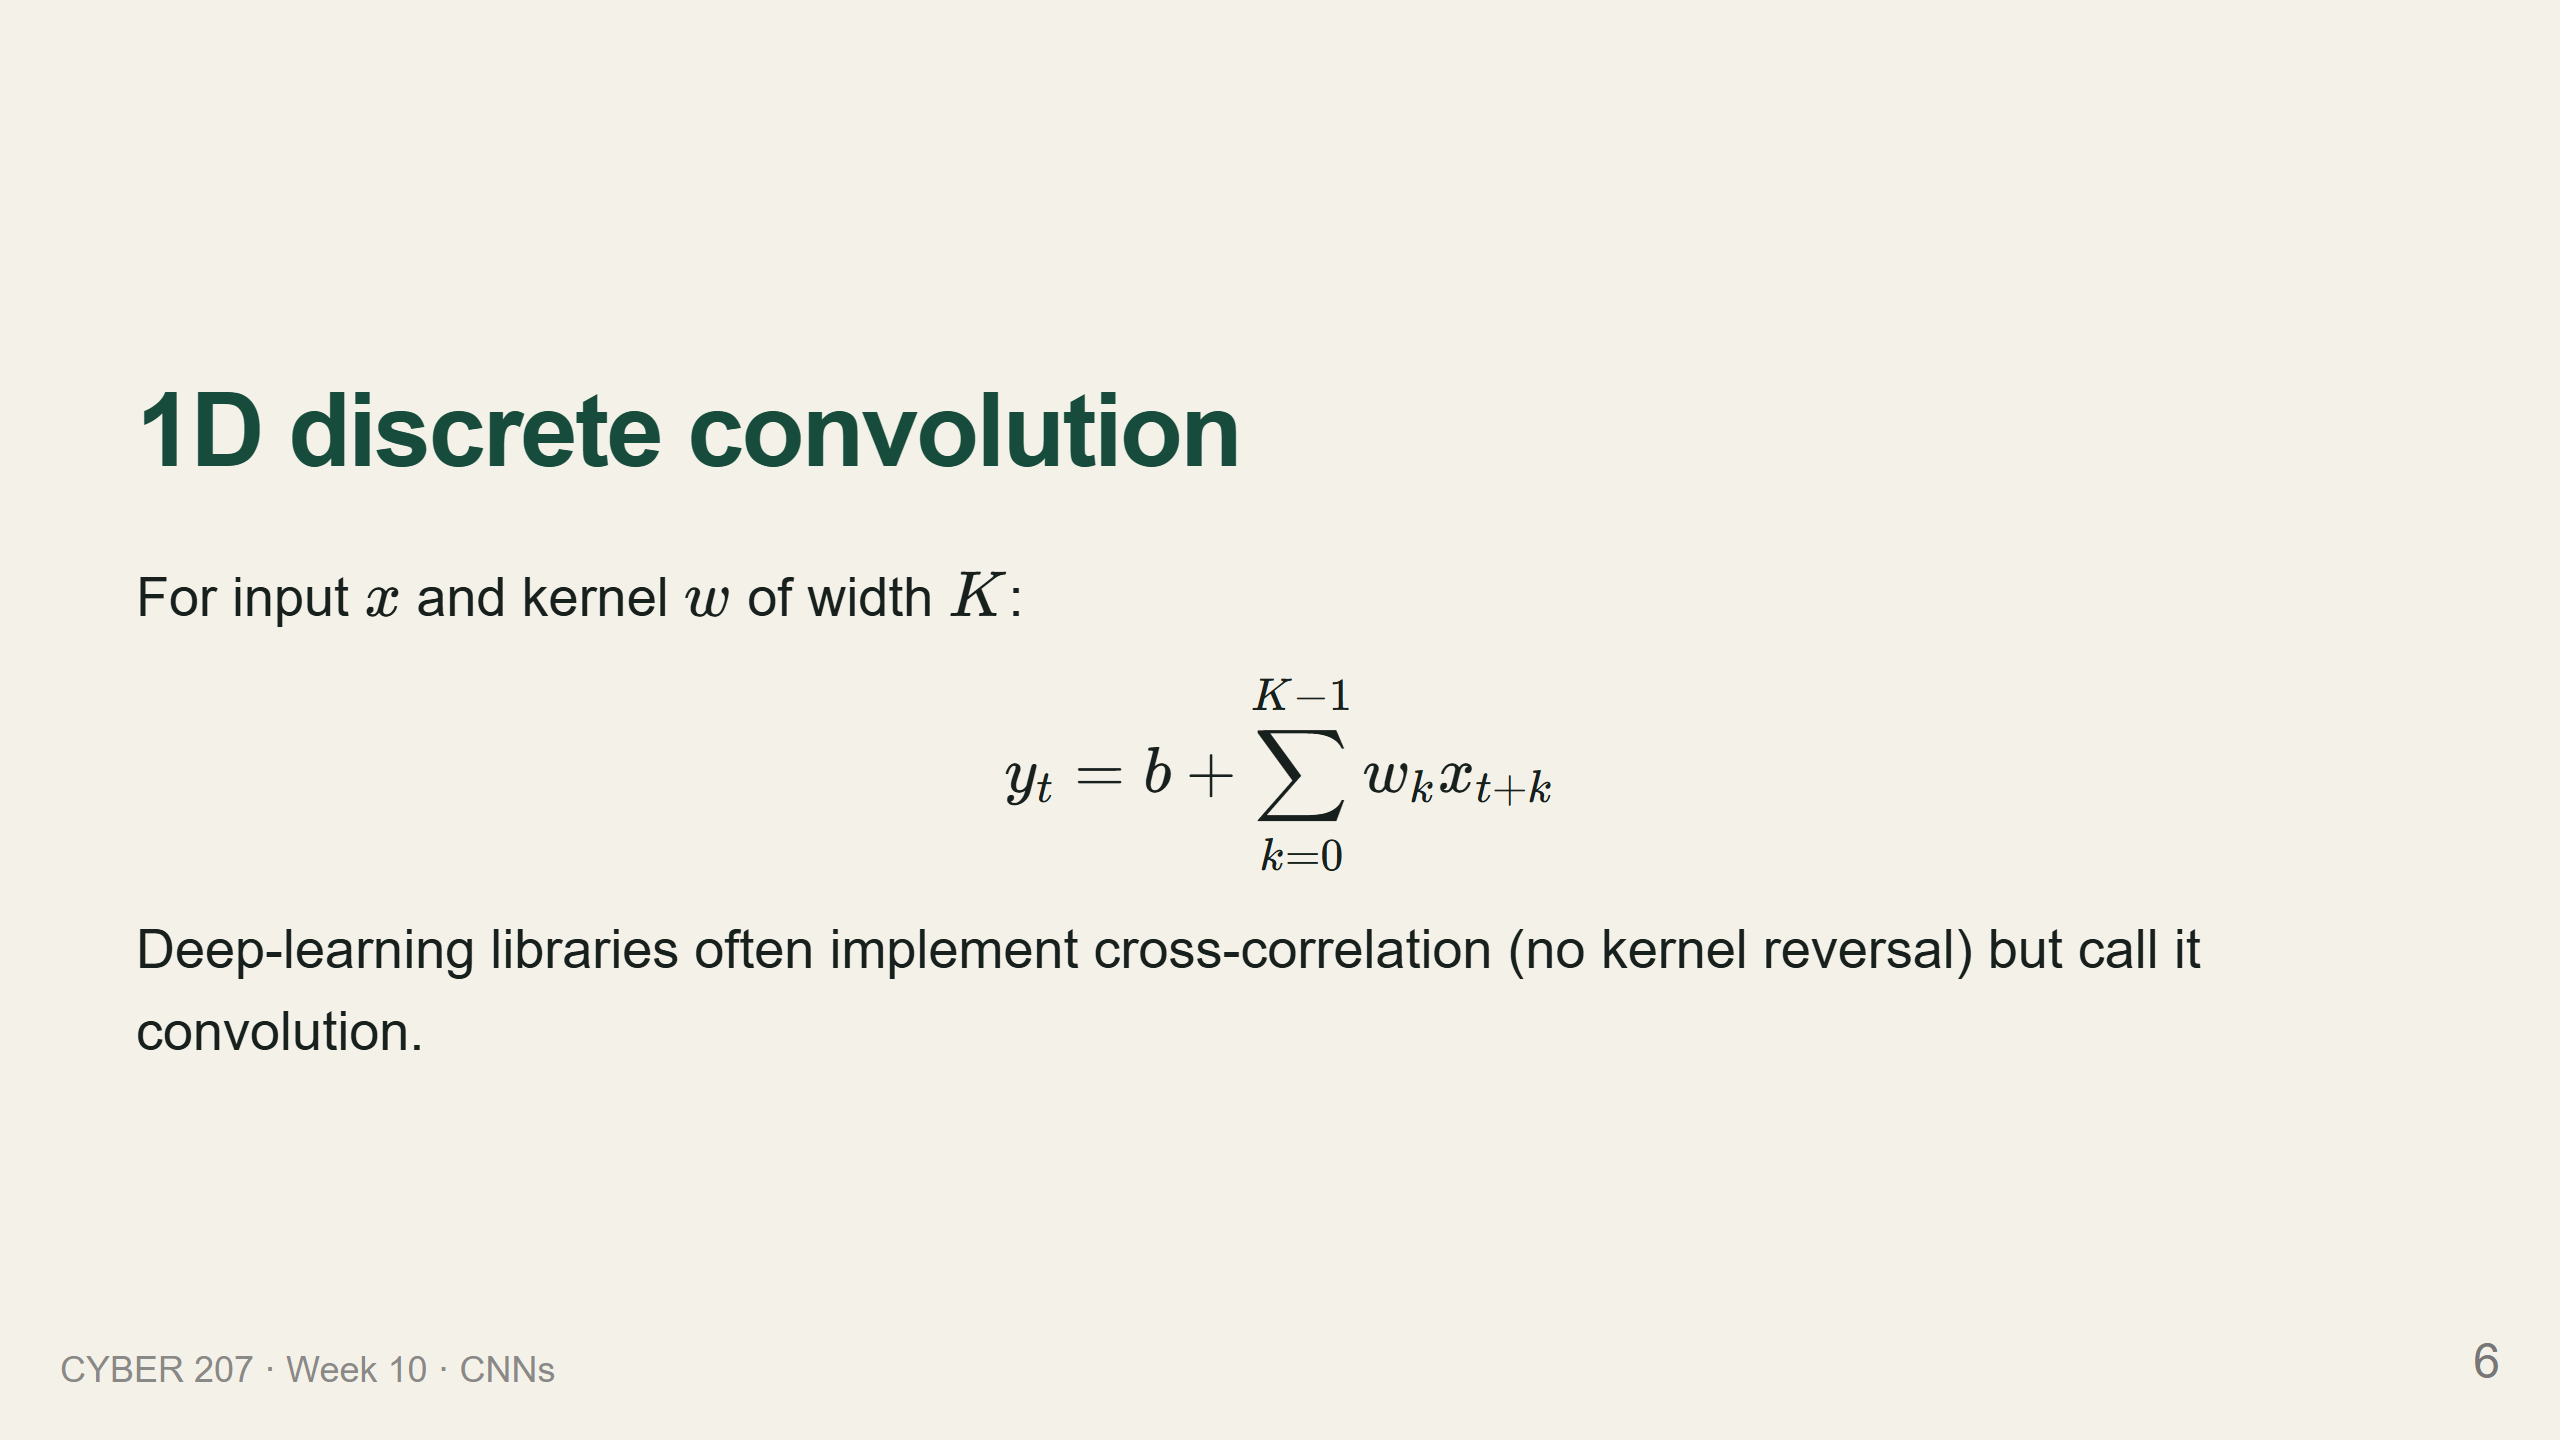 1D discrete convolution
For input x and kernel w of width K:
y_t = b + \sum_{k=0}^{K-1} w_k x_{t+k}
Deep-learning libraries often implement cross-correlation (no kernel reversal) but call it
convolution.
CYBER 207 · Week 10 · CNNs
6